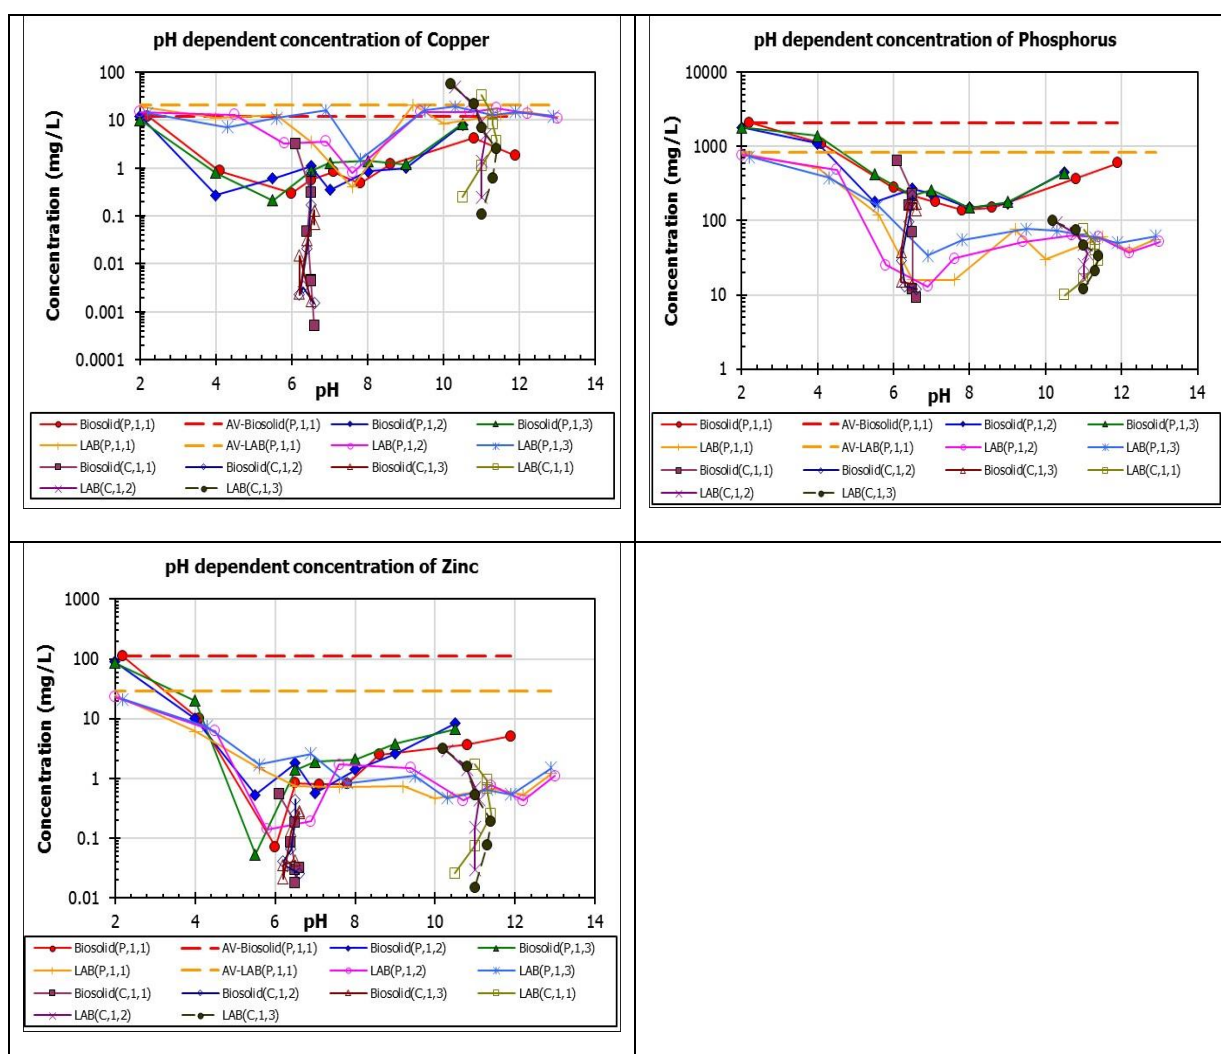 pH dependent concentration of Copper
Concentration (mg/L)
100
10
1
0.1
0.01
0.001
0.0001
2 4 6 8 10 12 14
pH
Biosolid(P,1,1) AV-Biosolid(P,1,1) Biosolid(P,1,2) Biosolid(P,1,3)
LAB(P,1,1) AV-LAB(P,1,1) LAB(P,1,2) LAB(P,1,3)
Biosolid(C,1,1) Biosolid(C,1,2) Biosolid(C,1,3) LAB(C,1,1)
LAB(C,1,2) LAB(C,1,3)
pH dependent concentration of Phosphorus
Concentration (mg/L)
10000
1000
100
10
1
2 4 6 8 10 12 14
pH
Biosolid(P,1,1) AV-Biosolid(P,1,1) Biosolid(P,1,2) Biosolid(P,1,3)
LAB(P,1,1) AV-LAB(P,1,1) LAB(P,1,2) LAB(P,1,3)
Biosolid(C,1,1) Biosolid(C,1,2) Biosolid(C,1,3) LAB(C,1,1)
LAB(C,1,2) LAB(C,1,3)
pH dependent concentration of Zinc
Concentration (mg/L)
1000
100
10
1
0.1
0.01
2 4 6 8 10 12 14
pH
Biosolid(P,1,1) AV-Biosolid(P,1,1) Biosolid(P,1,2) Biosolid(P,1,3)
LAB(P,1,1) AV-LAB(P,1,1) LAB(P,1,2) LAB(P,1,3)
Biosolid(C,1,1) Biosolid(C,1,2) Biosolid(C,1,3) LAB(C,1,1)
LAB(C,1,2) LAB(C,1,3)